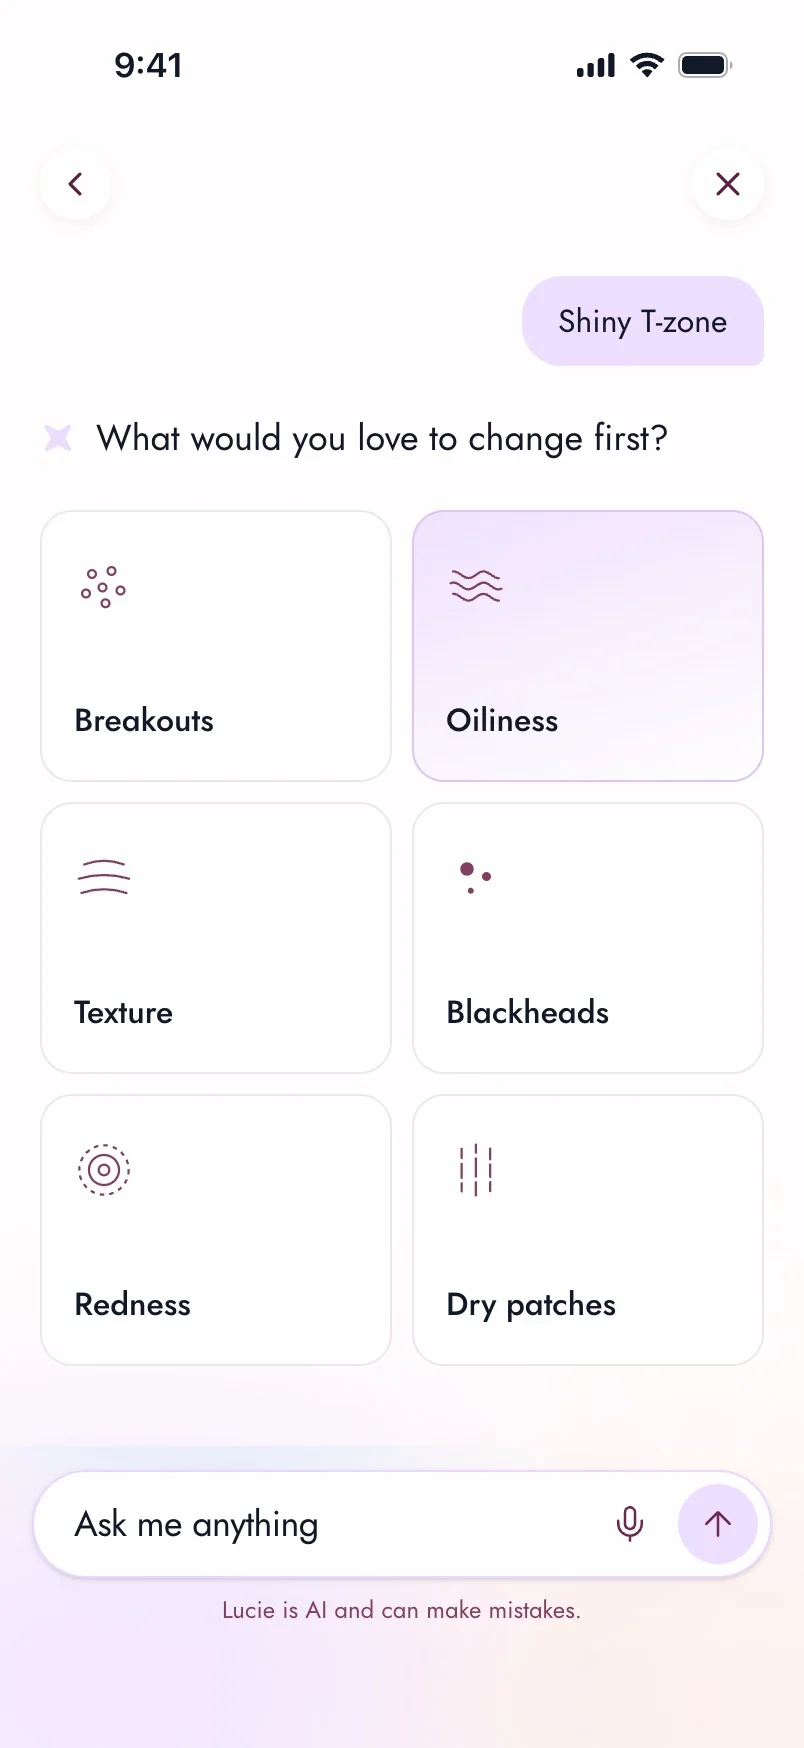 9:41
Shiny T-zone
What would you love to change first?
Breakouts
Oiliness
Texture
Blackheads
Redness
Dry patches
Ask me anything
Lucie is AI and can make mistakes.